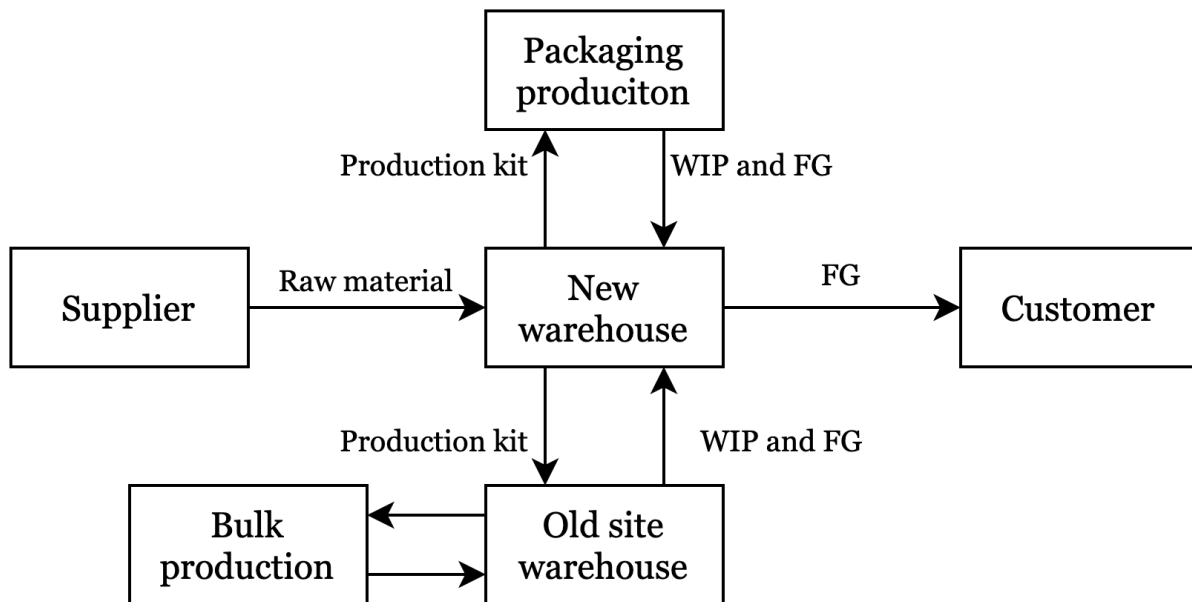 Packaging
produciton
Production kit
WIP and FG
Supplier
Raw material
New
warehouse
FG
Customer
Production kit
WIP and FG
Bulk
production
Old site
warehouse